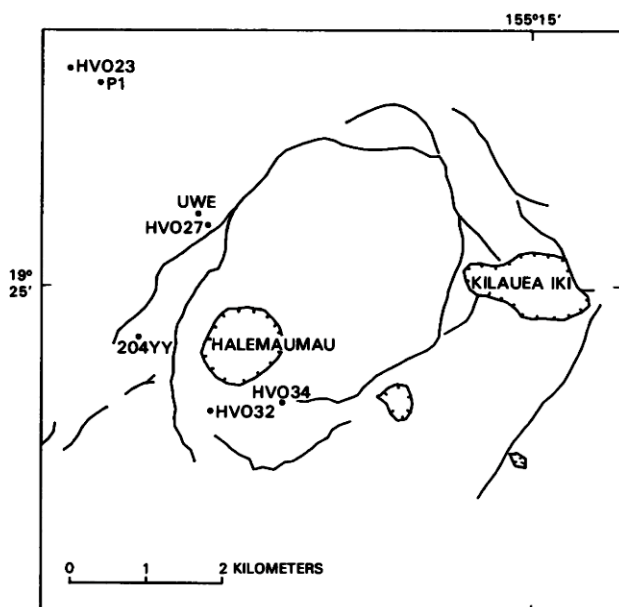 155°15'
HVO23
P1
UWE
HVO27
19°
25'
KILAUEA IKI
204YY
HALEMAUMAU
HVO34
HVO32
0 1 2 KILOMETERS